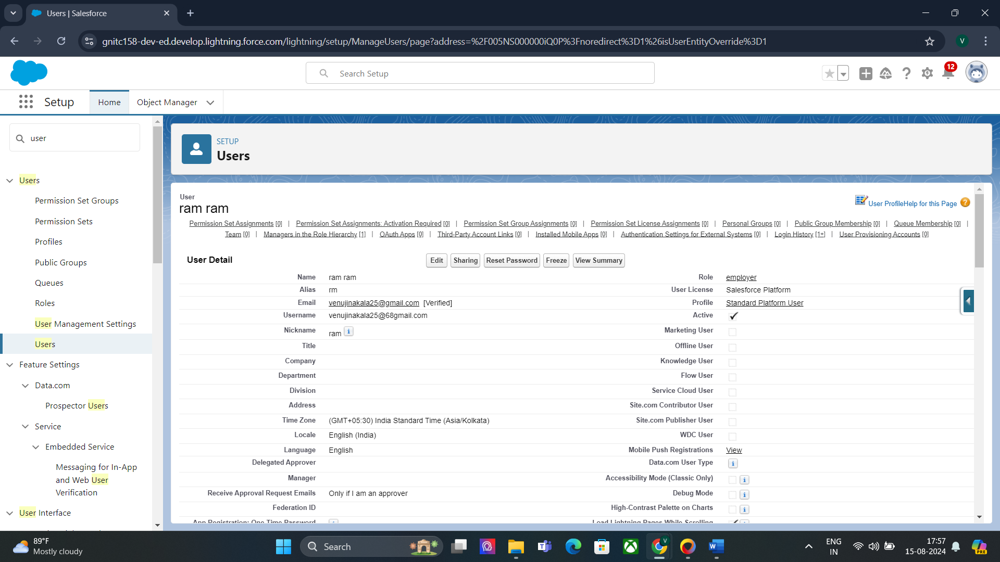 Users | Salesforce
gnitc158-dev-ed.develop.lightning.force.com/lightning/setup/ManageUsers/page?address=%2F005NS000000iQ0P%3Fnoredirect%3D1%26isUserEntityOverride%3D1
V
Search Setup
12
Setup
Home
Object Manager
user
Users
Permission Set Groups
Permission Sets
Profiles
Public Groups
Queues
Roles
User Management Settings
Users
Feature Settings
Data.com
Prospector Users
Service
Embedded Service
Messaging for In-App
and Web User
Verification
User Interface
SETUP
Users
User
ram ram
User Profile Help for this Page ?
Permission Set Assignments [0] | Permission Set Assignments: Activation Required [0] | Permission Set Group Assignments [0] | Permission Set License Assignments [0] | Personal Groups [0] | Public Group Membership [0] | Queue Membership [0] |
Team [0] | Managers in the Role Hierarchy [1] | OAuth Apps [0] | Third-Party Account Links [0] | Installed Mobile Apps [0] | Authentication Settings for External Systems [0] | Login History [1+] | User Provisioning Accounts [0]
User Detail
Edit Sharing Reset Password Freeze View Summary
Name ram ram Role employer
Alias rm User License Salesforce Platform
Email venujinakala25@gmail.com [Verified] Profile Standard Platform User
Username venujinakala25@68gmail.com Active
Nickname ram i Marketing User
Title Offline User
Company Knowledge User
Department Flow User
Division Service Cloud User
Address Site.com Contributor User
Time Zone (GMT+05:30) India Standard Time (Asia/Kolkata) Site.com Publisher User
Locale English (India) WDC User
Language English Mobile Push Registrations View
Delegated Approver Data.com User Type i
Manager Accessibility Mode (Classic Only) i
Receive Approval Request Emails Only if I am an approver Debug Mode i
Federation ID High-Contrast Palette on Charts i
App Registration: One-Time Password Load Lightning Pages While Scrolling
89°F
Mostly cloudy
Search
V
W
ENG
IN
17:57
15-08-2024
PRE